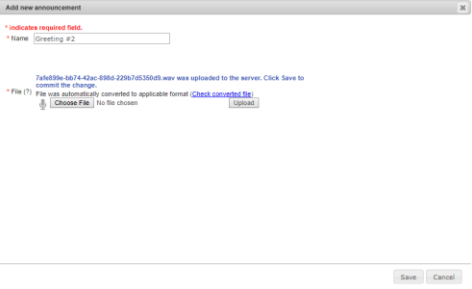 Add new announcement
* indicates required field.
* Name Greeting #2
7afe899e-bb74-42ac-898d-229b7d5350d9.wav was uploaded to the server. Click Save to
commit the change.
* File (?) File was automatically converted to applicable format (Check converted file)
Choose File No file chosen Upload
Save Cancel